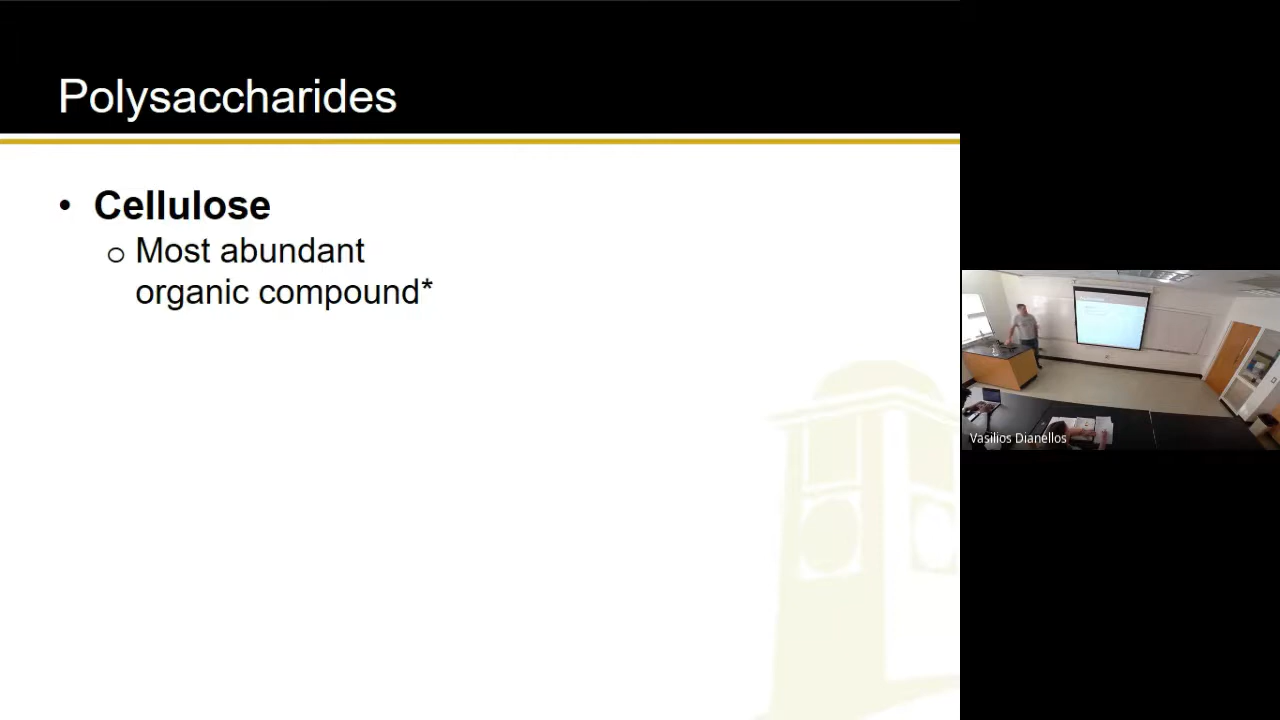 Polysaccharides
• Cellulose
o Most abundant
organic compound*
Vasilios Dianellos